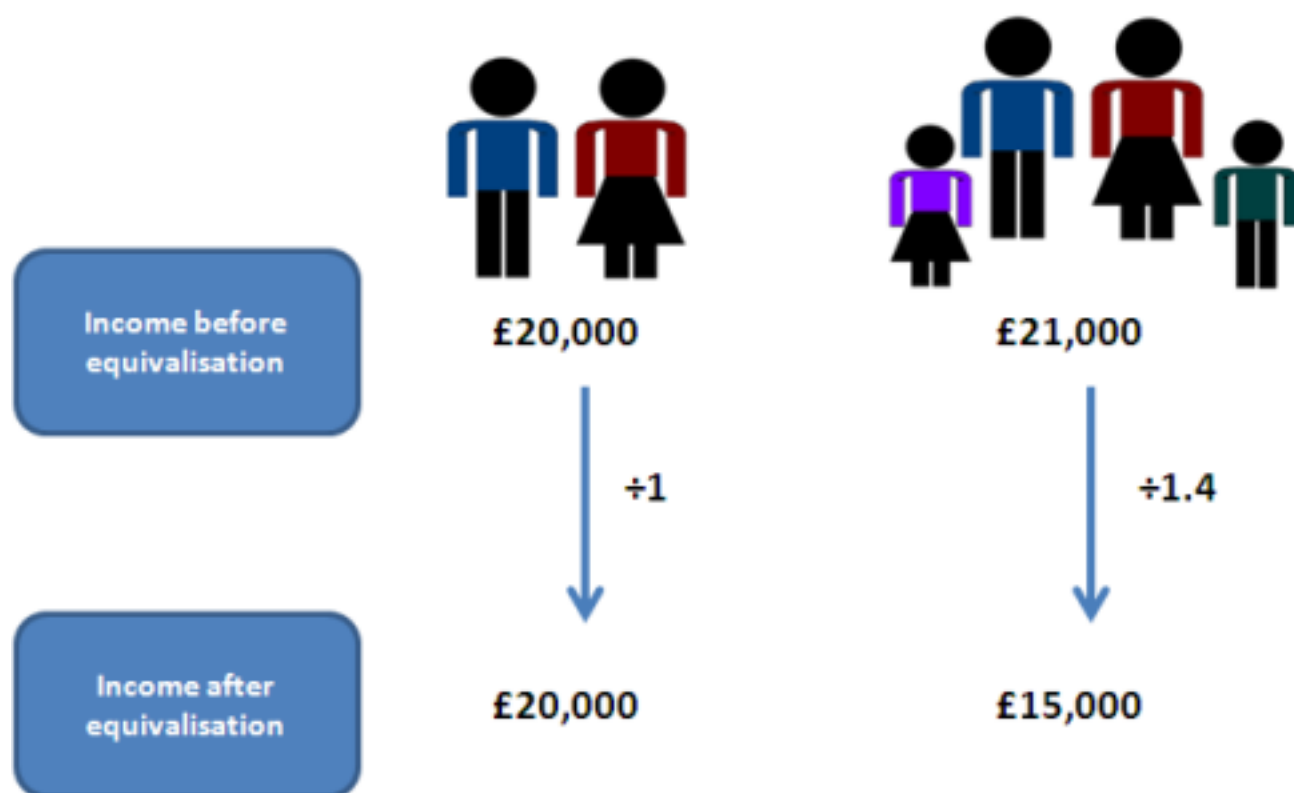 Income before
equivalisation
£20,000
£21,000
÷1
÷1.4
Income after
equivalisation
£20,000
£15,000